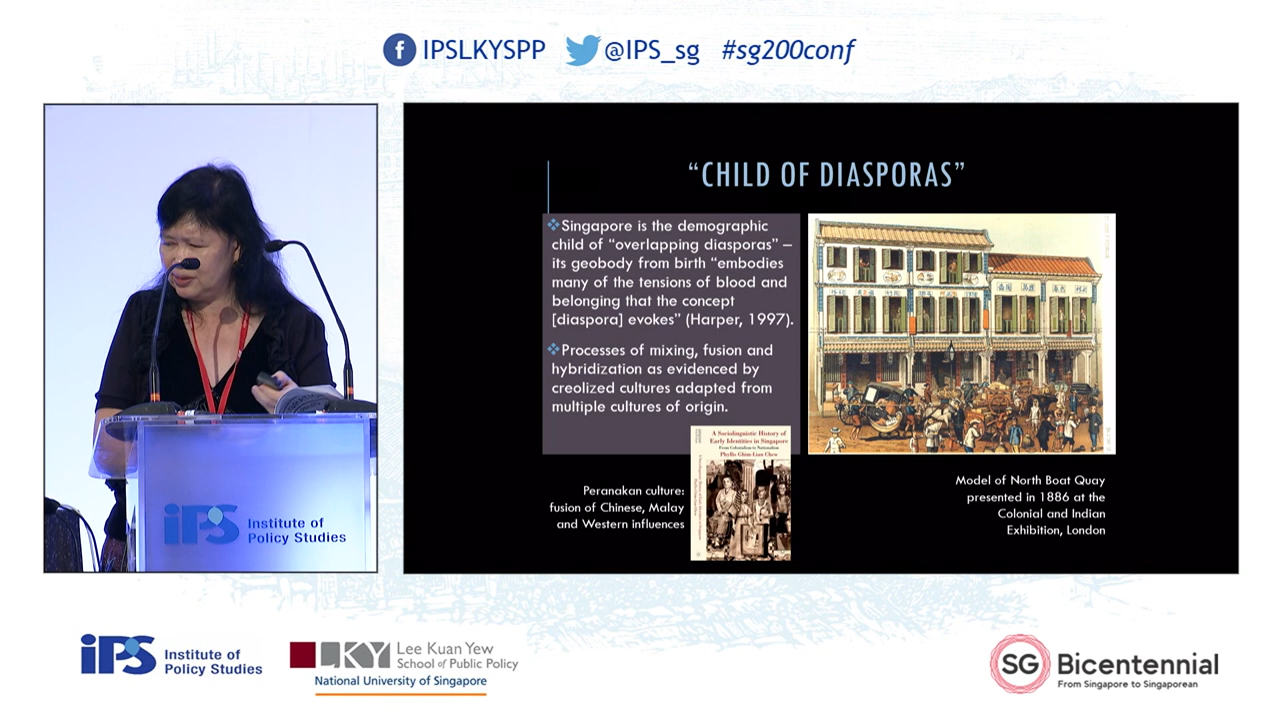 IPSLKYSPP @IPS_sg #sg200conf
“CHILD OF DIASPORAS”
❖Singapore is the demographic
child of “overlapping diasporas” –
its geobody from birth “embodies
many of the tensions of blood and
belonging that the concept
[diaspora] evokes” (Harper, 1997).
❖Processes of mixing, fusion and
hybridization as evidenced by
creolized cultures adapted from
multiple cultures of origin.
A Sociolinguistic History of
Early Identities in Singapore
From Colonialism to Nationalism
Phyllis Ghim-Lian Chew
Peranakan culture:
fusion of Chinese, Malay
and Western influences
Model of North Boat Quay
presented in 1886 at the
Colonial and Indian
Exhibition, London
iPS Institute of
Policy Studies
iPS Institute of
Policy Studies
LKY Lee Kuan Yew
School of Public Policy
National University of Singapore
SG Bicentennial
From Singapore to Singaporean